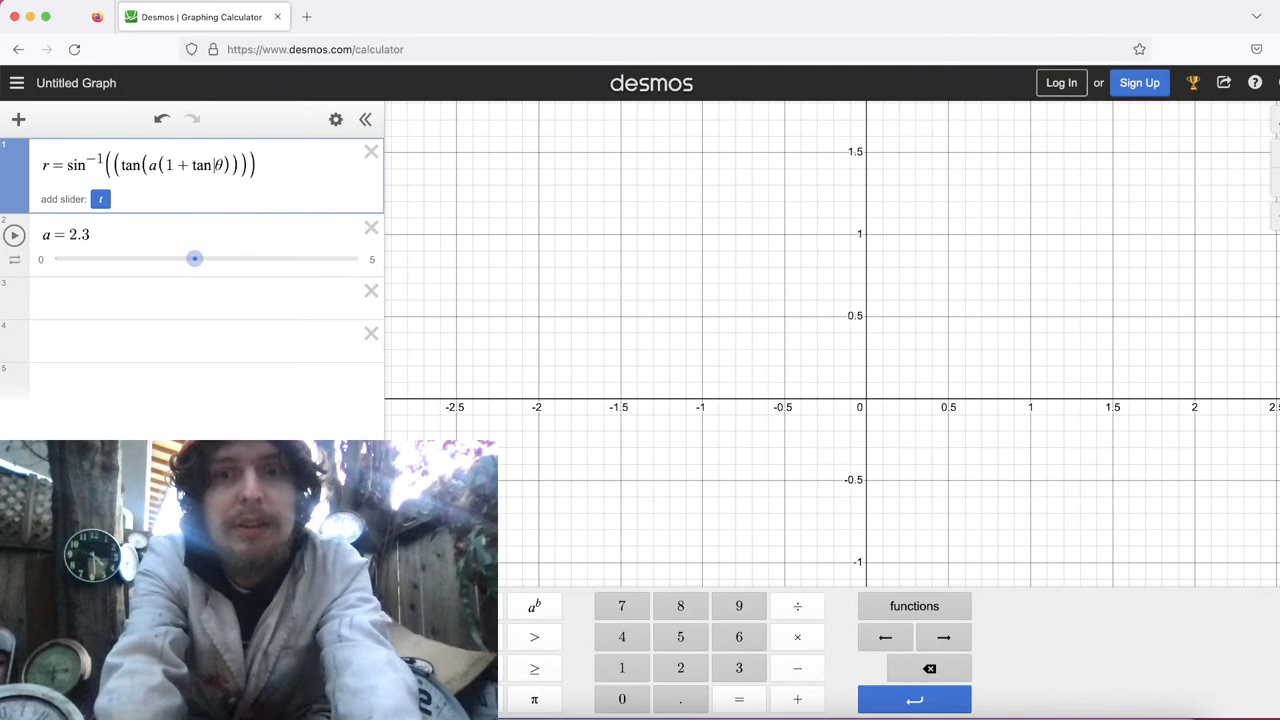 Desmos | Graphing Calculator
https://www.desmos.com/calculator
Untitled Graph
desmos
Log In or Sign Up
1
r = sin⁻¹((tan(a(1 + tanθ))))
add slider: t
2
a = 2.3
0 5
3
4
5
1.5
1
0.5
-2.5 -2 -1.5 -1 -0.5 0 0.5 1 1.5 2 2.5
-0.5
-1
aᵇ 7 8 9 ÷ functions
> 4 5 6 × ← →
≥ 1 2 3 −
π 0 . = +